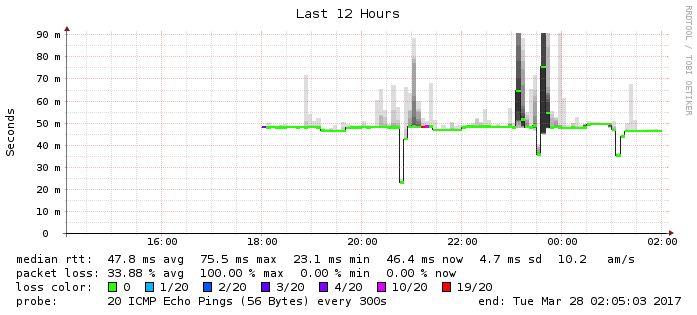 Last 12 Hours
RRDTOOL / TOBI OETIKER
Seconds
90 m
80 m
70 m
60 m
50 m
40 m
30 m
20 m
10 m
0
16:00 18:00 20:00 22:00 00:00 02:00
median rtt: 47.8 ms avg 75.5 ms max 23.1 ms min 46.4 ms now 4.7 ms sd 10.2 am/s
packet loss: 33.88 % avg 100.00 % max 0.00 % min 0.00 % now
loss color: 0 1/20 2/20 3/20 4/20 10/20 19/20
probe: 20 ICMP Echo Pings (56 Bytes) every 300s end: Tue Mar 28 02:05:03 2017